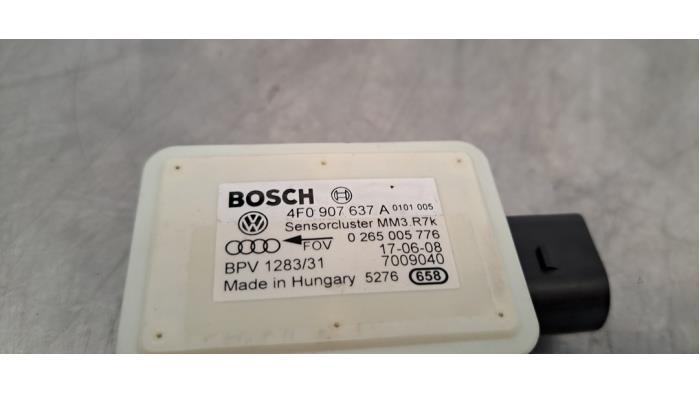 BOSCH
4F0 907 637 A 0101 005
Sensorcluster MM3.R7k
FOV 0 265 005 776
17-06-08
BPV 1283/31 7009040
Made in Hungary 5276 658